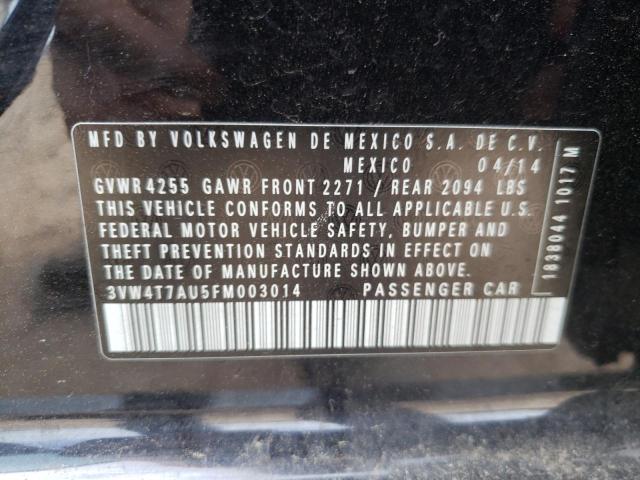 MFD BY VOLKSWAGEN DE MEXICO S.A. DE C.V.
MEXICO 04/14
GVWR 4255 GAWR FRONT 2271 / REAR 2094 LBS
THIS VEHICLE CONFORMS TO ALL APPLICABLE U.S.
FEDERAL MOTOR VEHICLE SAFETY, BUMPER AND
THEFT PREVENTION STANDARDS IN EFFECT ON
THE DATE OF MANUFACTURE SHOWN ABOVE.
3VW4T7AU5FM003014 PASSENGER CAR
1838044 1017 M